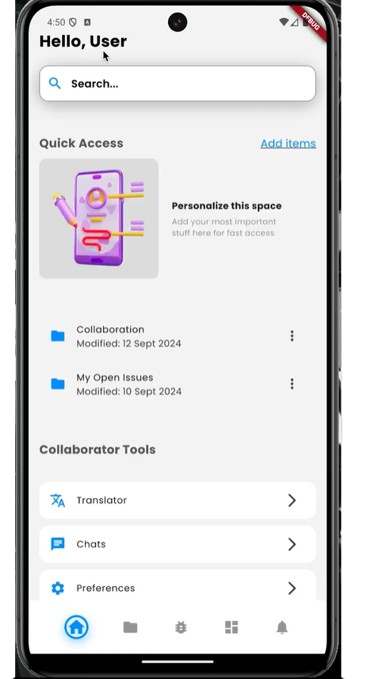 4:50
DEBUG
Hello, User
Search...
Quick Access
Add items
Personalize this space
Add your most important
stuff here for fast access
Collaboration
Modified: 12 Sept 2024
My Open Issues
Modified: 10 Sept 2024
Collaborator Tools
Translator
Chats
Preferences